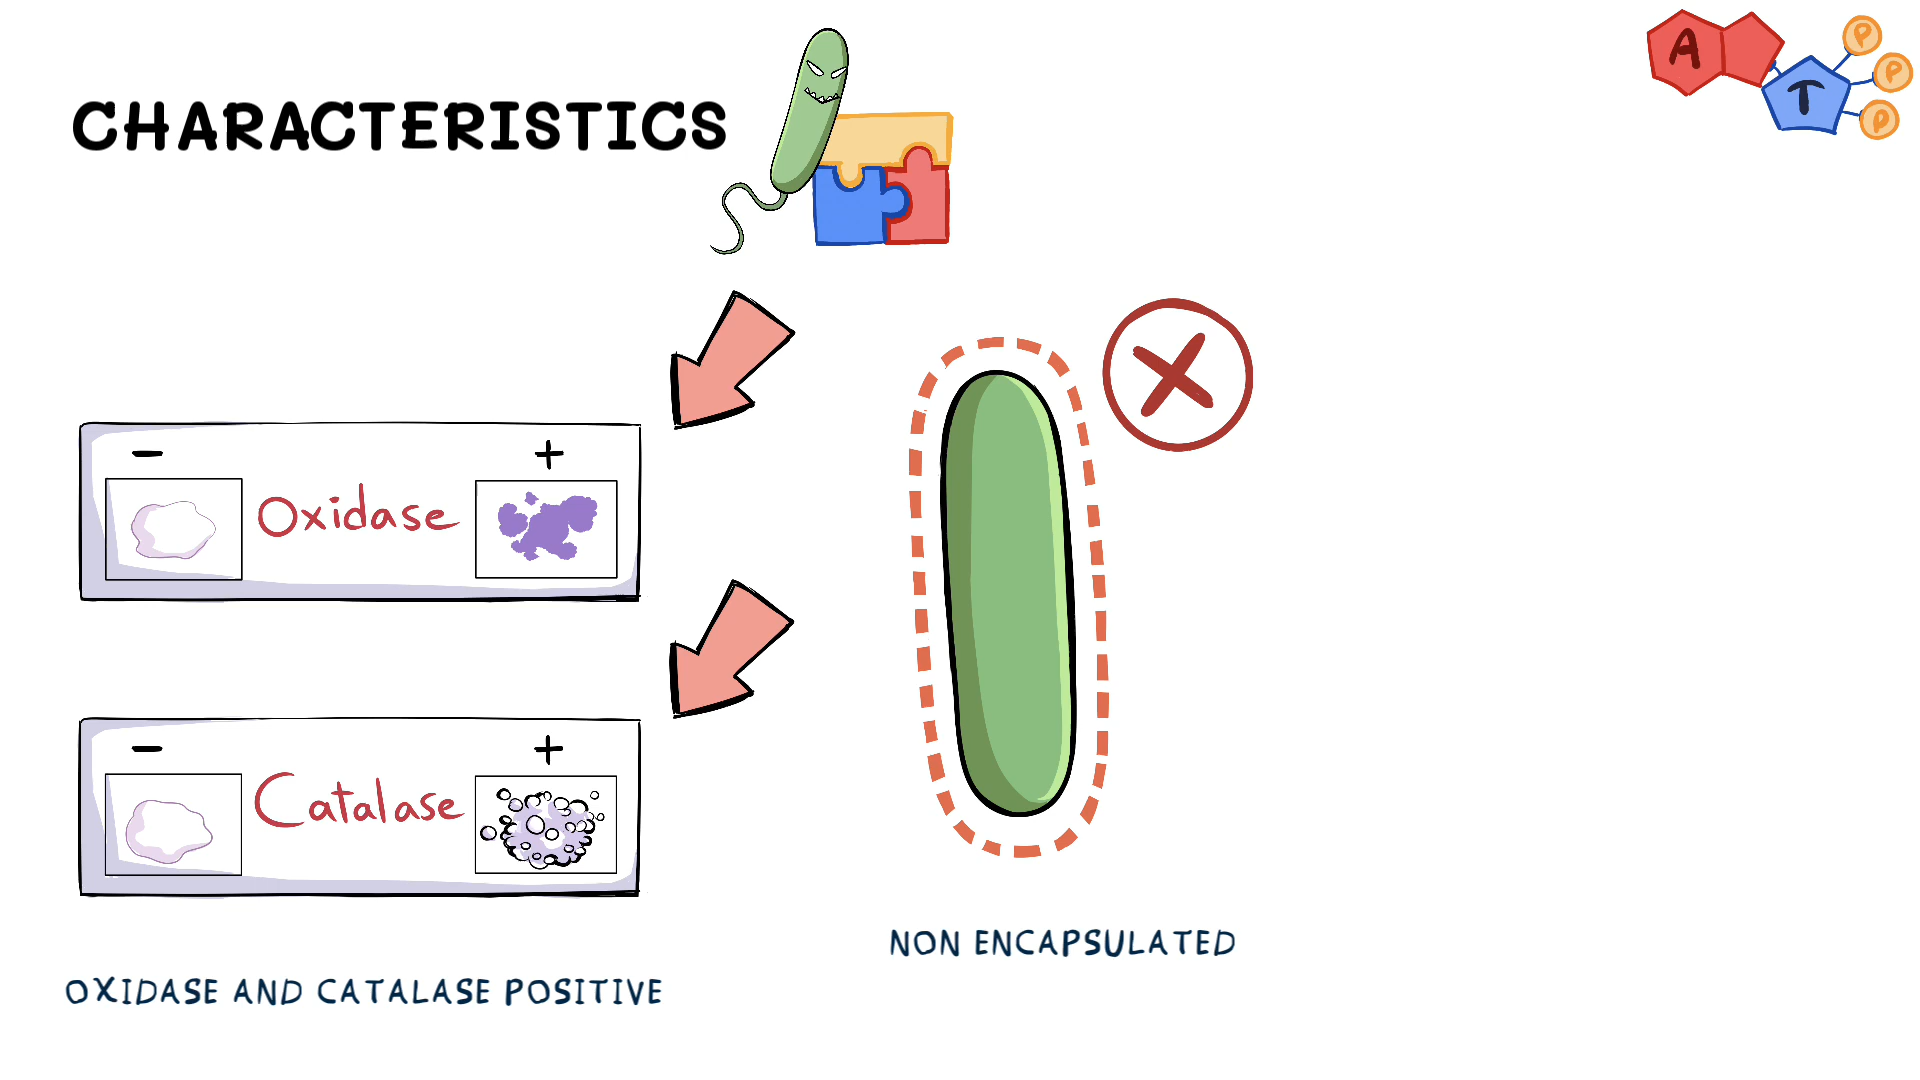 CHARACTERISTICS
A T P P P
− +
Oxidase
− +
Catalase
NON ENCAPSULATED
OXIDASE AND CATALASE POSITIVE